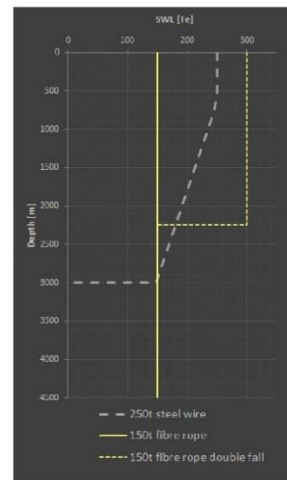 SWL [Te]
0 100 200 300
0
500
1000
1500
2000
2500
3000
3500
4000
4500
Depth [m]
250t steel wire
150t fibre rope
150t fibre rope double fall